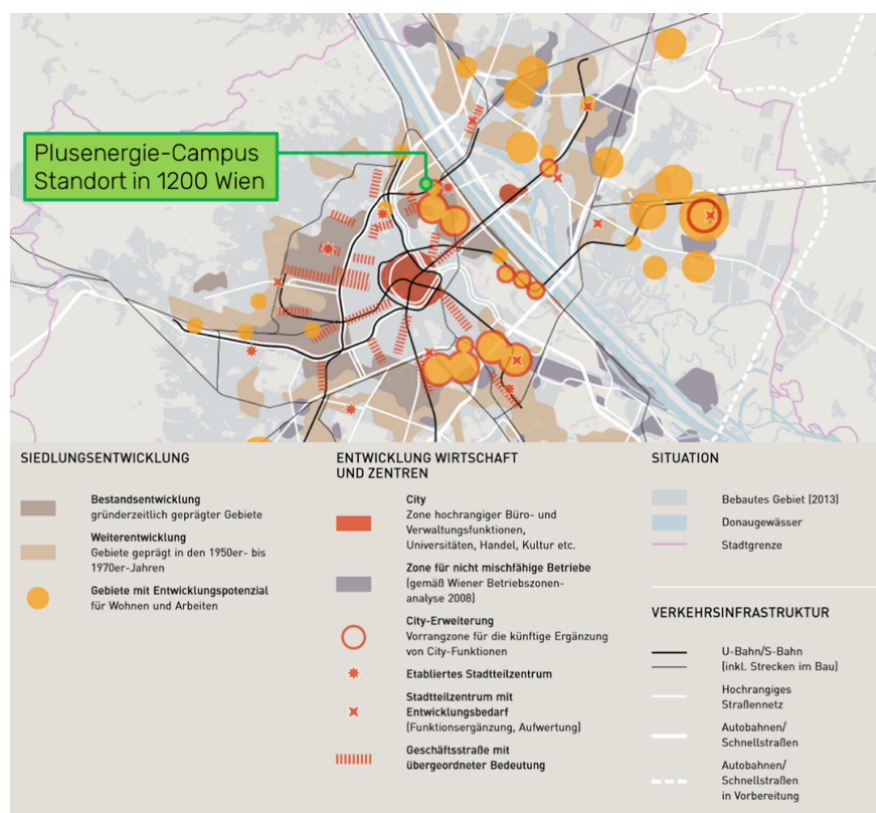 Plusenergie-Campus
Standort in 1200 Wien
SIEDLUNGSENTWICKLUNG
Bestandsentwicklung
gründerzeitlich geprägter Gebiete
Weiterentwicklung
Gebiete geprägt in den 1950er- bis
1970er-Jahren
Gebiete mit Entwicklungspotenzial
für Wohnen und Arbeiten
ENTWICKLUNG WIRTSCHAFT
UND ZENTREN
City
Zone hochrangiger Büro- und
Verwaltungsfunktionen,
Universitäten, Handel, Kultur etc.
Zone für nicht mischfähige Betriebe
(gemäß Wiener Betriebszonen-
analyse 2008)
City-Erweiterung
Vorrangzone für die künftige Ergänzung
von City-Funktionen
Etabliertes Stadtteilzentrum
Stadtteilzentrum mit
Entwicklungsbedarf
(Funktionsergänzung, Aufwertung)
Geschäftsstraße mit
übergeordneter Bedeutung
SITUATION
Bebautes Gebiet (2013)
Donaugewässer
Stadtgrenze
VERKEHRSINFRASTRUKTUR
U-Bahn/S-Bahn
(inkl. Strecken im Bau)
Hochrangiges
Straßennetz
Autobahnen/
Schnellstraßen
Autobahnen/
Schnellstraßen
in Vorbereitung